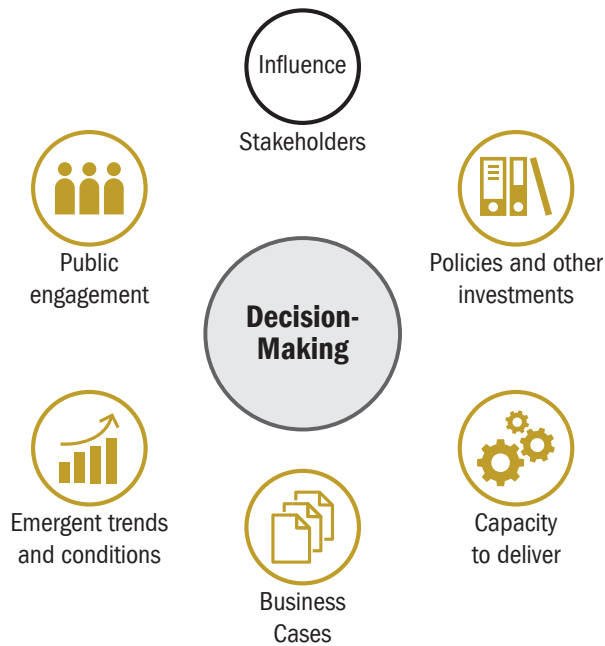 Influence
Stakeholders
Public
engagement
Policies and other
investments
Decision-
Making
Emergent trends
and conditions
Capacity
to deliver
Business
Cases